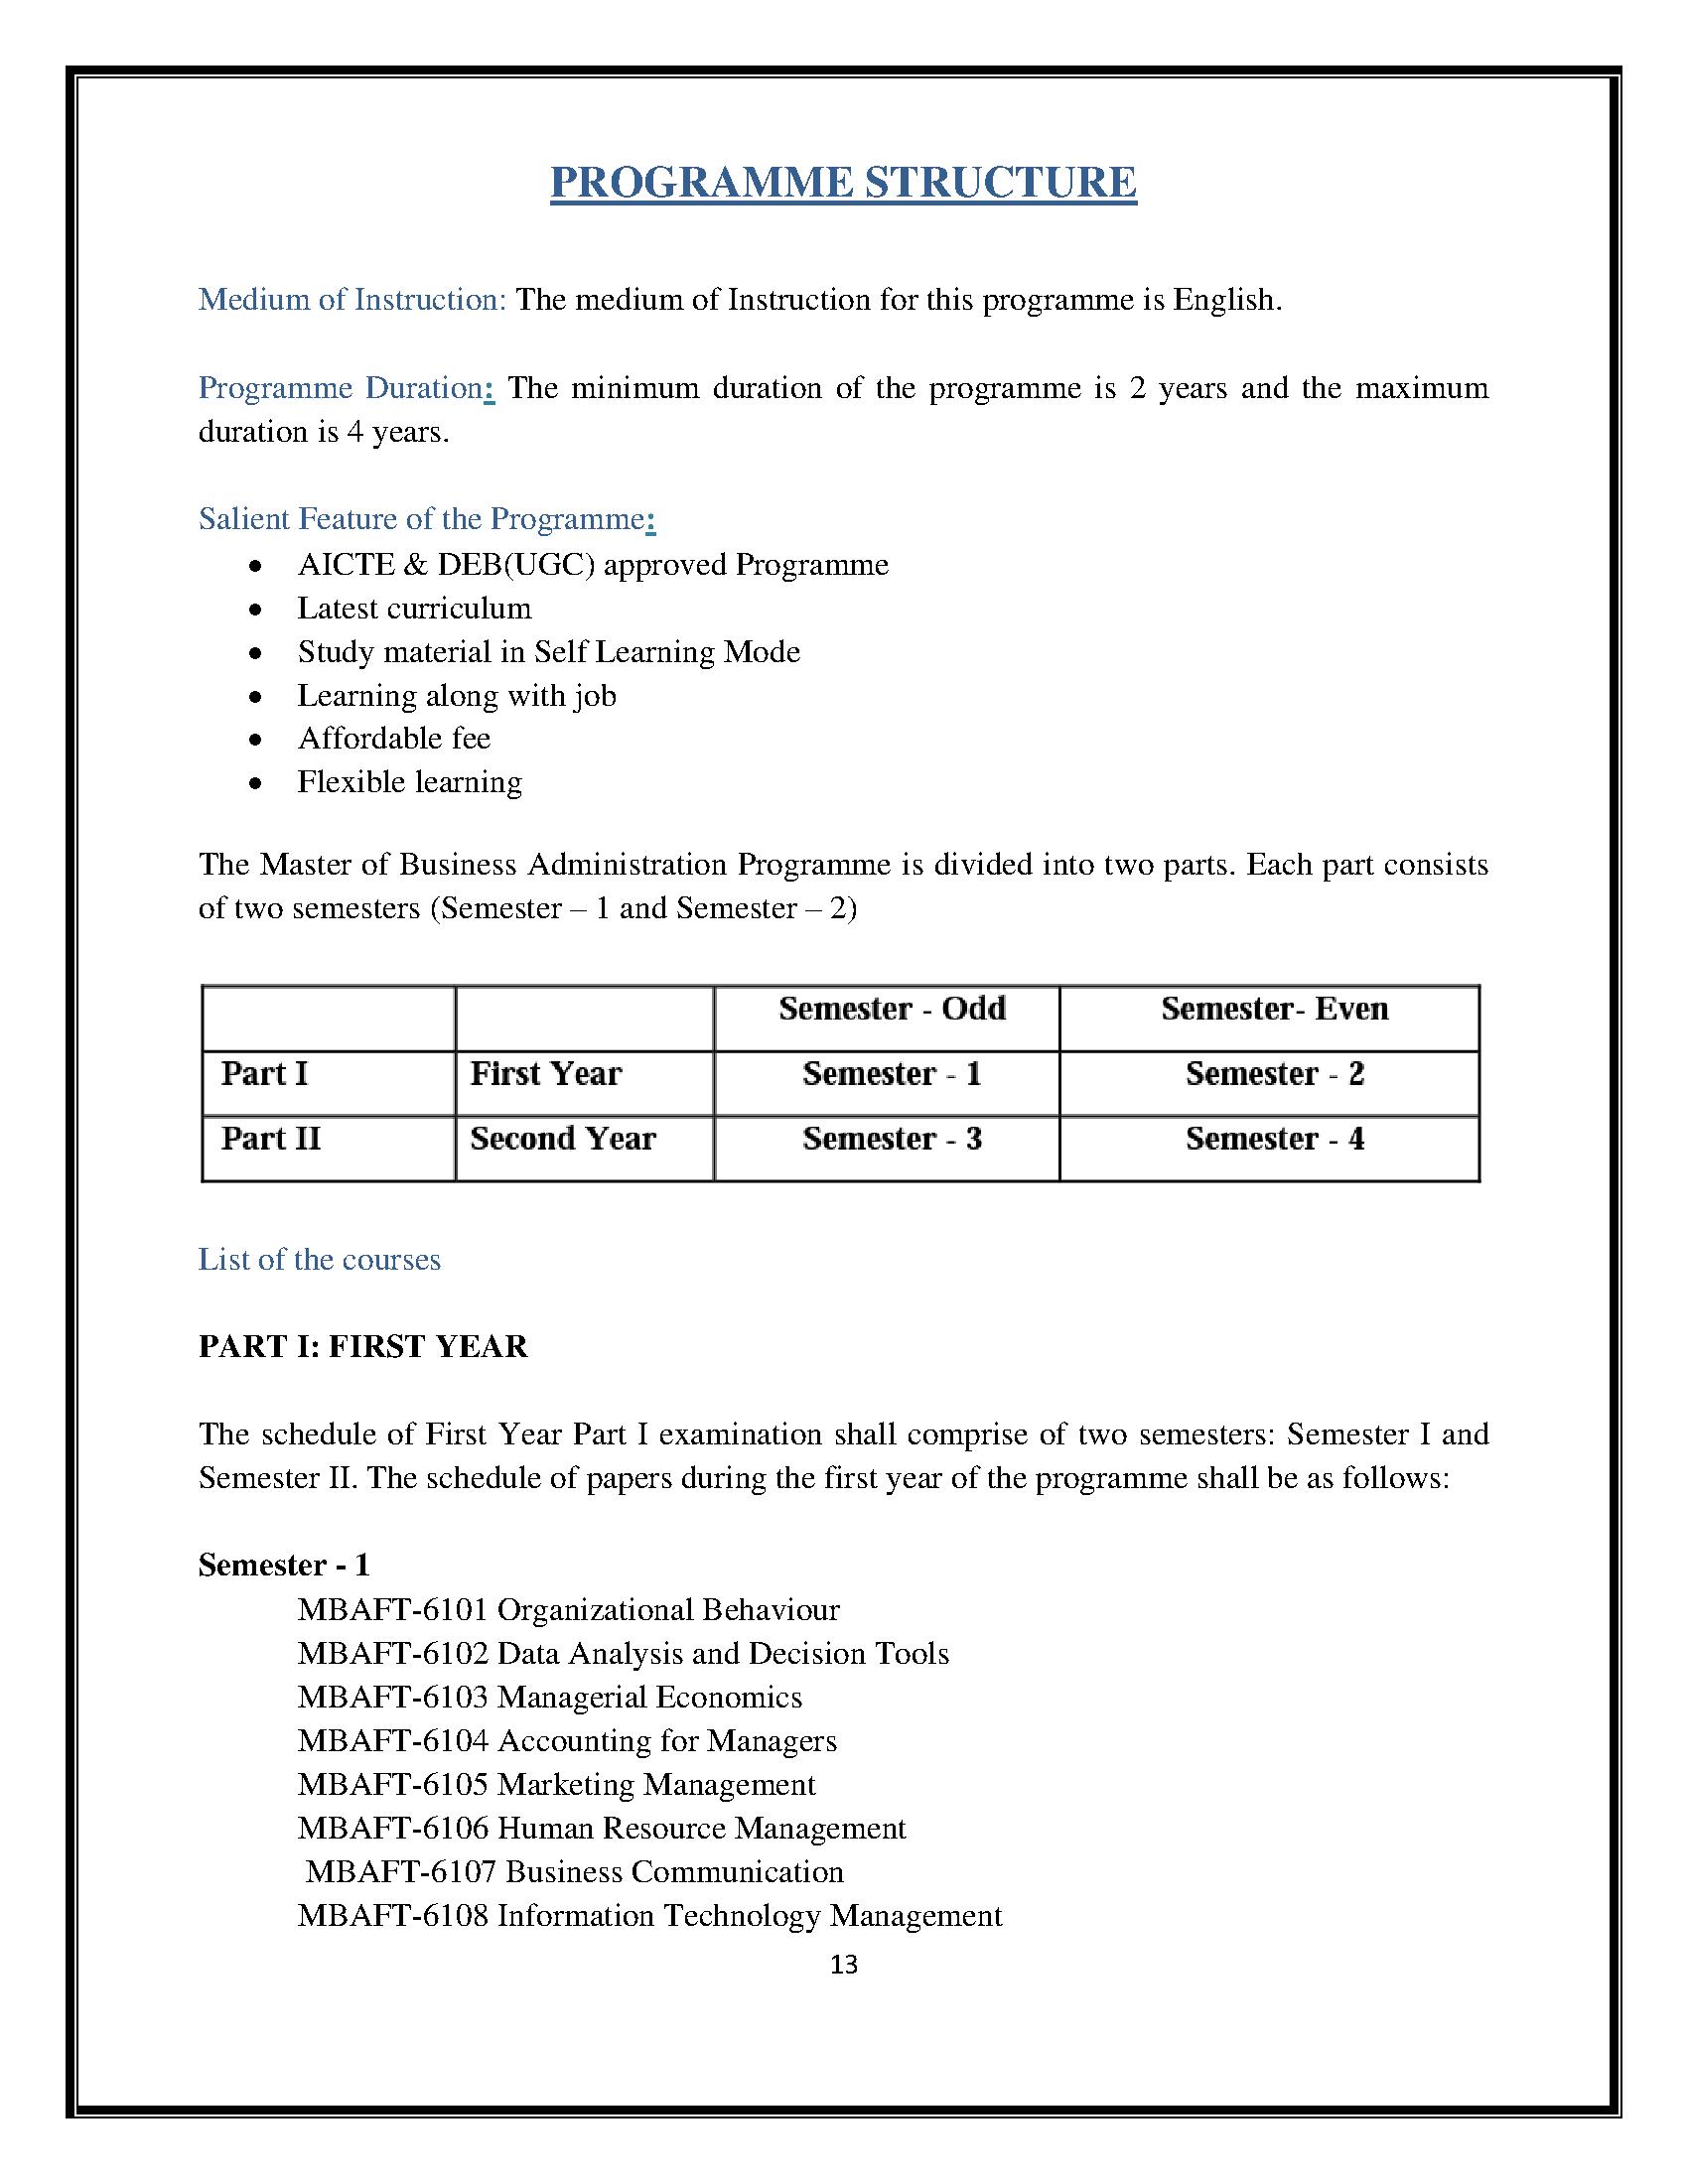 PROGRAMME STRUCTURE
Medium of Instruction: The medium of Instruction for this programme is English.
Programme Duration: The minimum duration of the programme is 2 years and the maximum
duration is 4 years.
Salient Feature of the Programme:
• AICTE & DEB(UGC) approved Programme
• Latest curriculum
• Study material in Self Learning Mode
• Learning along with job
• Affordable fee
• Flexible learning
The Master of Business Administration Programme is divided into two parts. Each part consists
of two semesters (Semester – 1 and Semester – 2)
Semester - Odd Semester- Even
Part I First Year Semester - 1 Semester - 2
Part II Second Year Semester - 3 Semester - 4
List of the courses
PART I: FIRST YEAR
The schedule of First Year Part I examination shall comprise of two semesters: Semester I and
Semester II. The schedule of papers during the first year of the programme shall be as follows:
Semester - 1
MBAFT-6101 Organizational Behaviour
MBAFT-6102 Data Analysis and Decision Tools
MBAFT-6103 Managerial Economics
MBAFT-6104 Accounting for Managers
MBAFT-6105 Marketing Management
MBAFT-6106 Human Resource Management
MBAFT-6107 Business Communication
MBAFT-6108 Information Technology Management
13